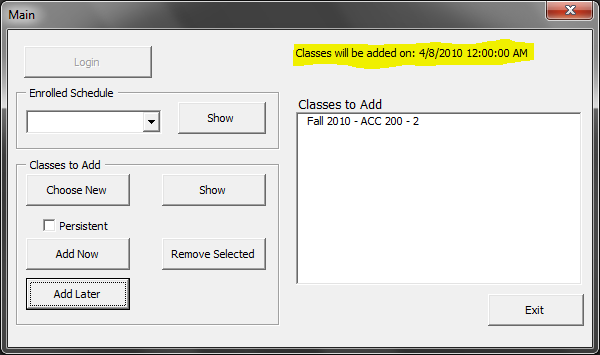 Main
Login
Classes will be added on: 4/8/2010 12:00:00 AM
Enrolled Schedule
Show
Classes to Add
Choose New
Show
Persistent
Add Now
Remove Selected
Add Later
Classes to Add
Fall 2010 - ACC 200 - 2
Exit